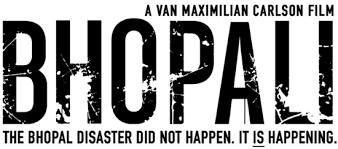 A VAN MAXIMILIAN CARLSON FILM
BHOPALI
THE BHOPAL DISASTER DID NOT HAPPEN. IT IS HAPPENING.